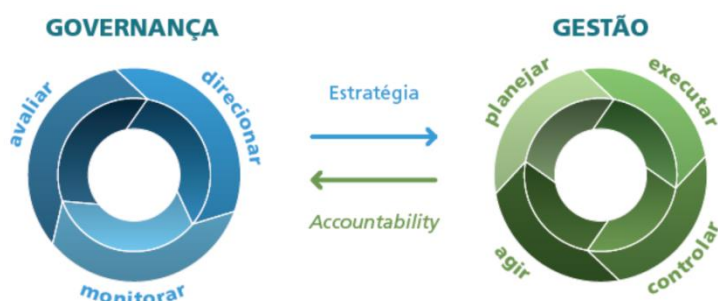 GOVERNANÇA
avaliar
direcionar
monitorar
Estratégia
Accountability
GESTÃO
planejar
executar
controlar
agir